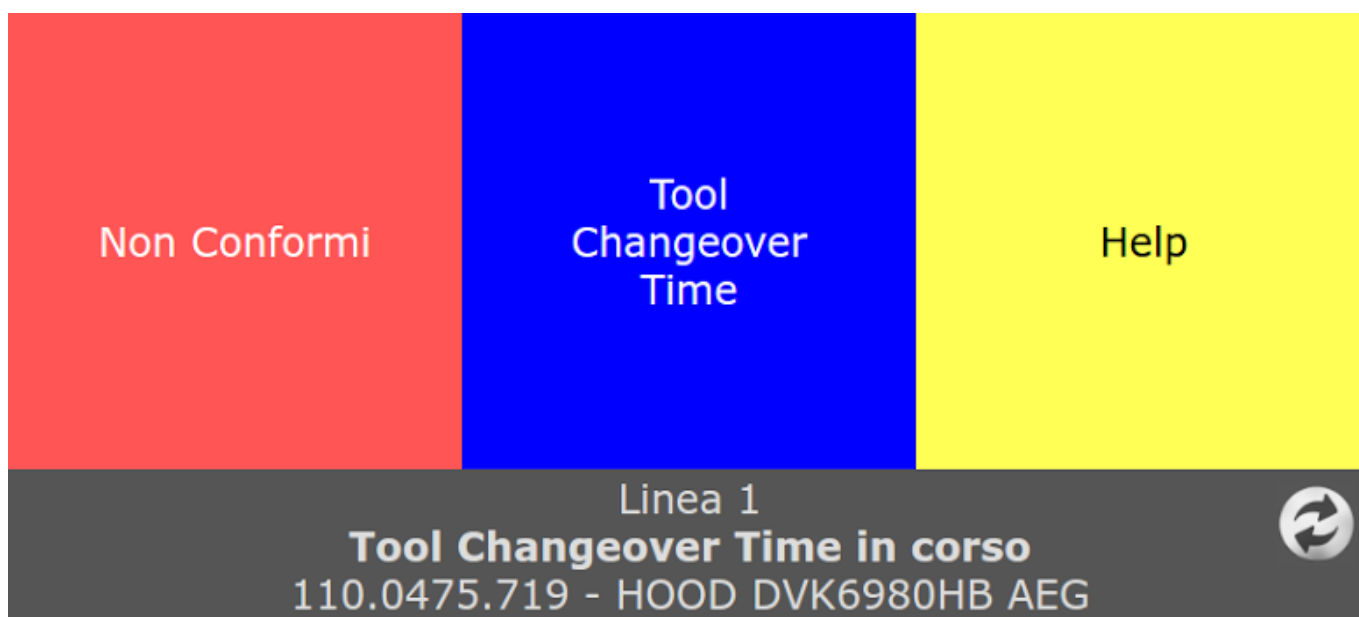 Non Conformi
Tool
Changeover
Time
Help
Linea 1
Tool Changeover Time in corso
110.0475.719 - HOOD DVK6980HB AEG